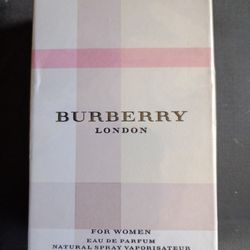 BURBERRY
LONDON
FOR WOMEN
EAU DE PARFUM
NATURAL SPRAY VAPORISATEUR